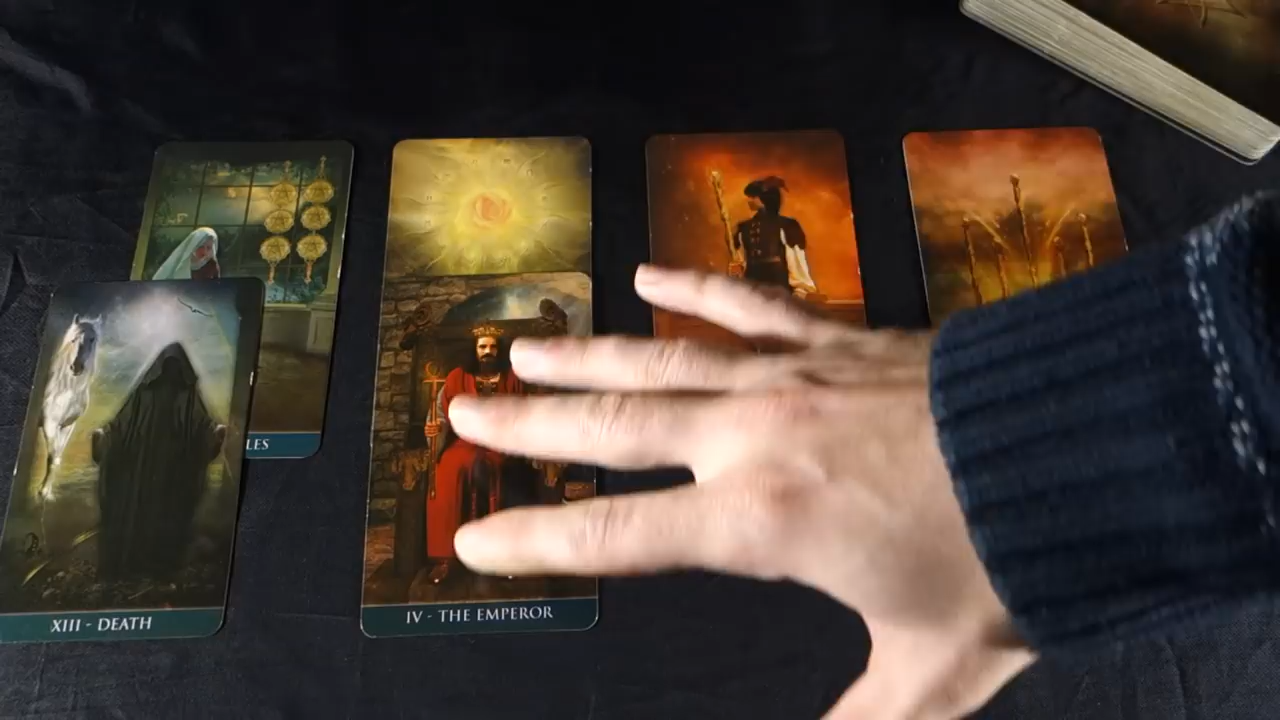 LES
XIII - DEATH
IV - THE EMPEROR